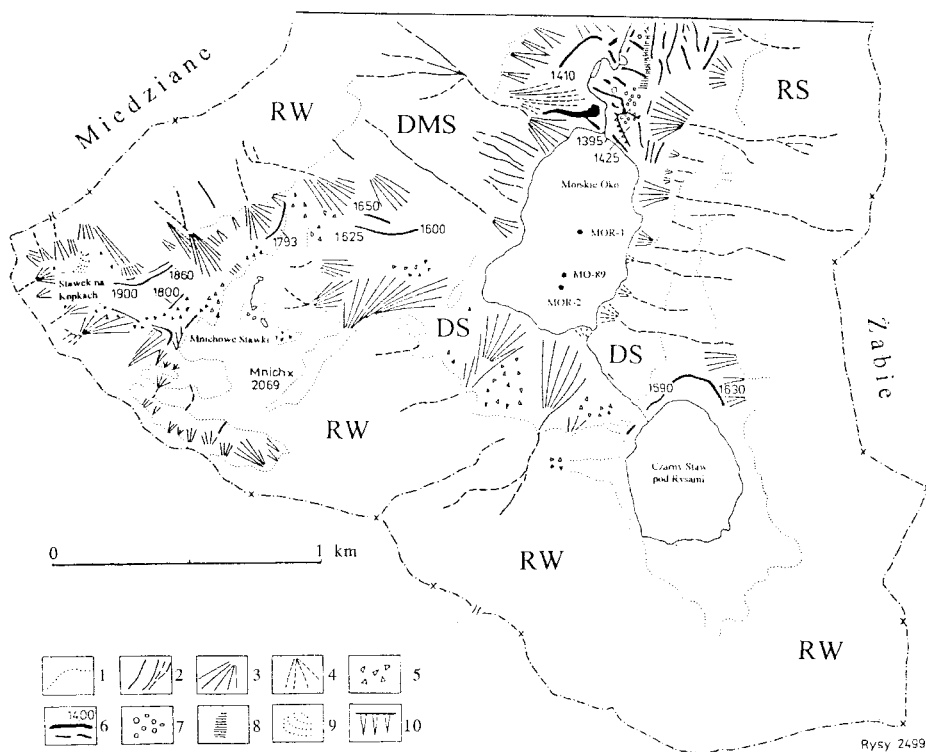 Miedziane
RW
DMS
RS
1410
1395
1425
Morskie Oko
MOR-1
MO-89
MOR-2
1650
1625
1600
1793
1860
1900
1800
Stawek na
Kopkach
Mnichowe Stawki
Mnich x
2069
DS
DS
Żabie
1590
1630
Czarny Staw
pod Rysami
RW
RW
RW
0
1 km
1
2
3
4
5
1400
6
7
8
9
10
Rysy 2499